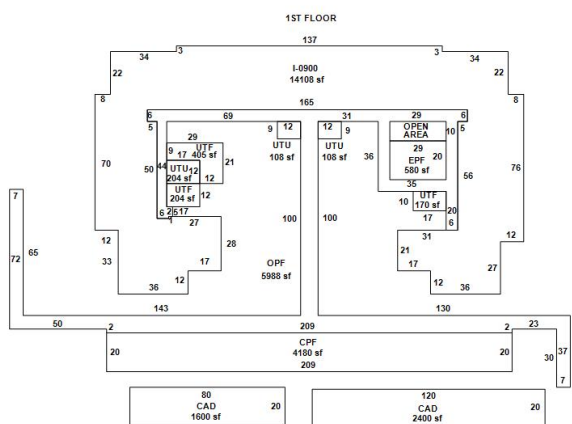 1ST FLOOR
137
34 3 3 34
22 I-0900 22
14108 sf
8 8
165
6 69 31 29 6
5 9 12 12 9 OPEN AREA 10 5
29 UTU UTU 29
9 UTF 108 sf 108 sf EPF 20
17 405 sf 21 36 580 sf
70 50 44 UTU 12 56 76
204 sf 12 35
UTF 12 10 UTF 20
204 sf 170 sf
7 6 2 5 17 100 100 17 6
1 27 31
12 28 21 12
72 65 33 OPF 27
17 5988 sf 17
12 12
36 36
143 130
50 2 209 2 23
20 CPF 20 30 37
4180 sf
209 7
80 120
CAD 20 CAD 20
1600 sf 2400 sf